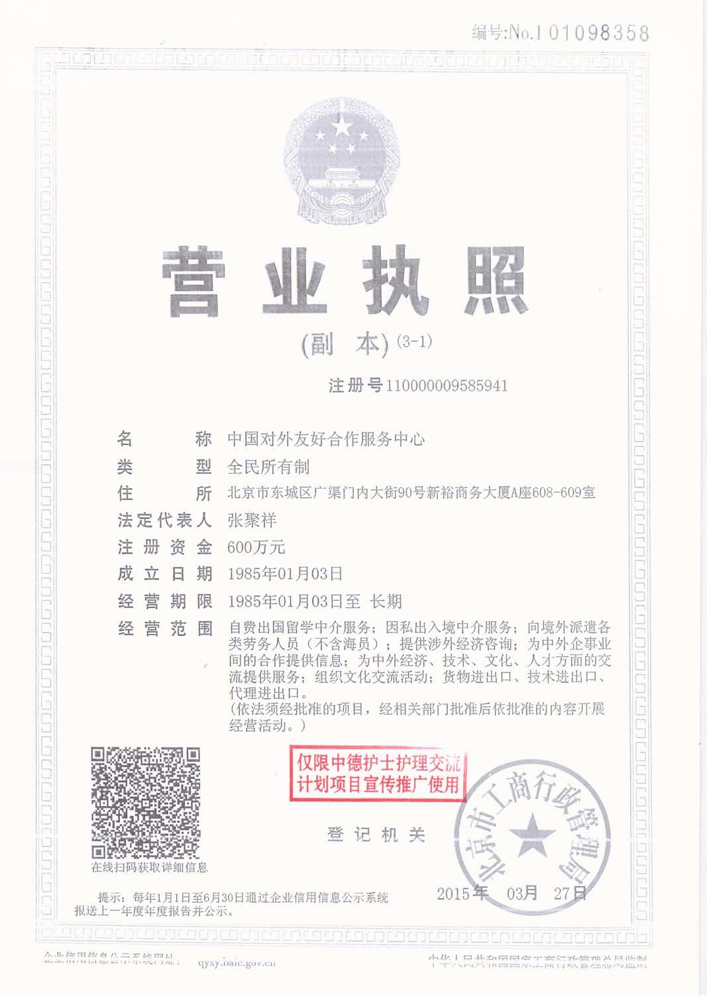 编号:No.101098358
营业执照
(副 本)(3-1)
注册号110000009585941
名 称 中国对外友好合作服务中心
类 型 全民所有制
住 所 北京市东城区广渠门内大街90号新裕商务大厦A座608-609室
法定代表人 张聚祥
注册资金 600万元
成立日期 1985年01月03日
经营期限 1985年01月03日至 长期
经营范围 自费出国留学中介服务；因私出入境中介服务；向境外派遣各
类劳务人员（不含海员）；提供涉外经济咨询；为中外企事业
间的合作提供信息；为中外经济、技术、文化、人才方面的交
流提供服务；组织文化交流活动；货物进出口、技术进出口、
代理进出口。
(依法须经批准的项目，经相关部门批准后依批准的内容开展
经营活动。)
仅限中德护士护理交流
计划项目宣传推广使用
北京市工商行政管理局
登记机关
在线扫码获取详细信息
2015年 03月 27日
提示：每年1月1日至6月30日通过企业信用信息公示系统
报送上一年度年度报告并公示。
企业信用信息公示系统网址： qyxy.baic.gov.cn
中华人民共和国国家工商行政管理总局监制